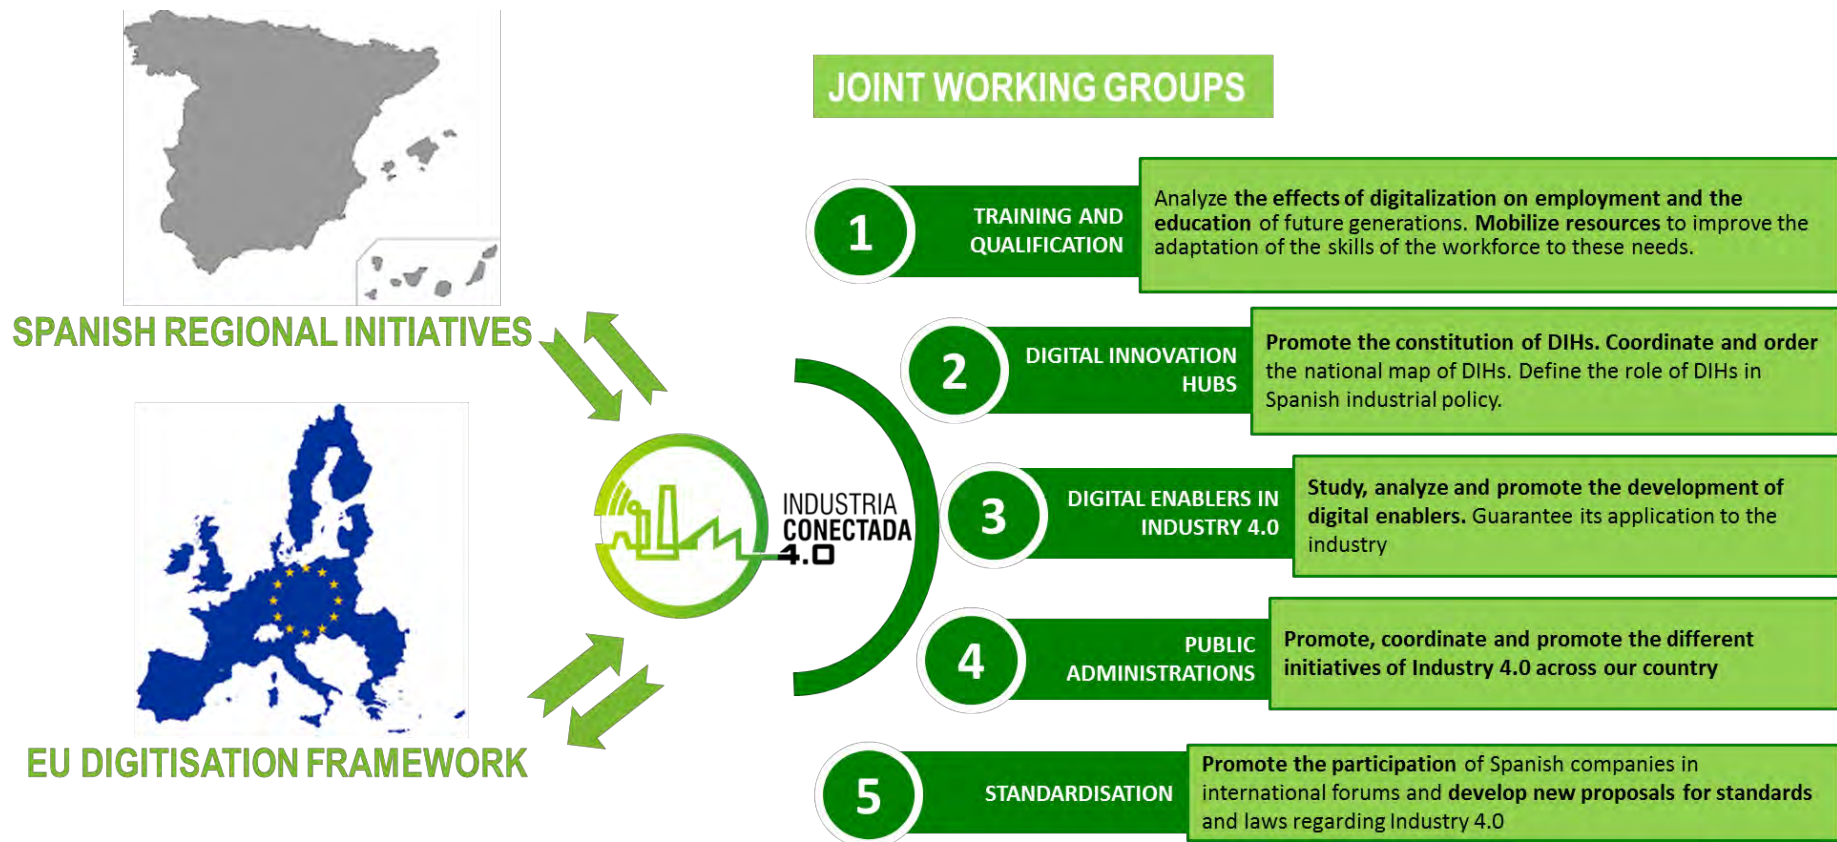 SPANISH REGIONAL INITIATIVES
EU DIGITISATION FRAMEWORK
INDUSTRIA
CONECTADA
4.0
JOINT WORKING GROUPS
1
TRAINING AND
QUALIFICATION
Analyze the effects of digitalization on employment and the
education of future generations. Mobilize resources to improve the
adaptation of the skills of the workforce to these needs.
2
DIGITAL INNOVATION
HUBS
Promote the constitution of DIHs. Coordinate and order
the national map of DIHs. Define the role of DIHs in
Spanish industrial policy.
3
DIGITAL ENABLERS IN
INDUSTRY 4.0
Study, analyze and promote the development of
digital enablers. Guarantee its application to the
industry
4
PUBLIC
ADMINISTRATIONS
Promote, coordinate and promote the different
initiatives of Industry 4.0 across our country
5
STANDARDISATION
Promote the participation of Spanish companies in
international forums and develop new proposals for standards
and laws regarding Industry 4.0